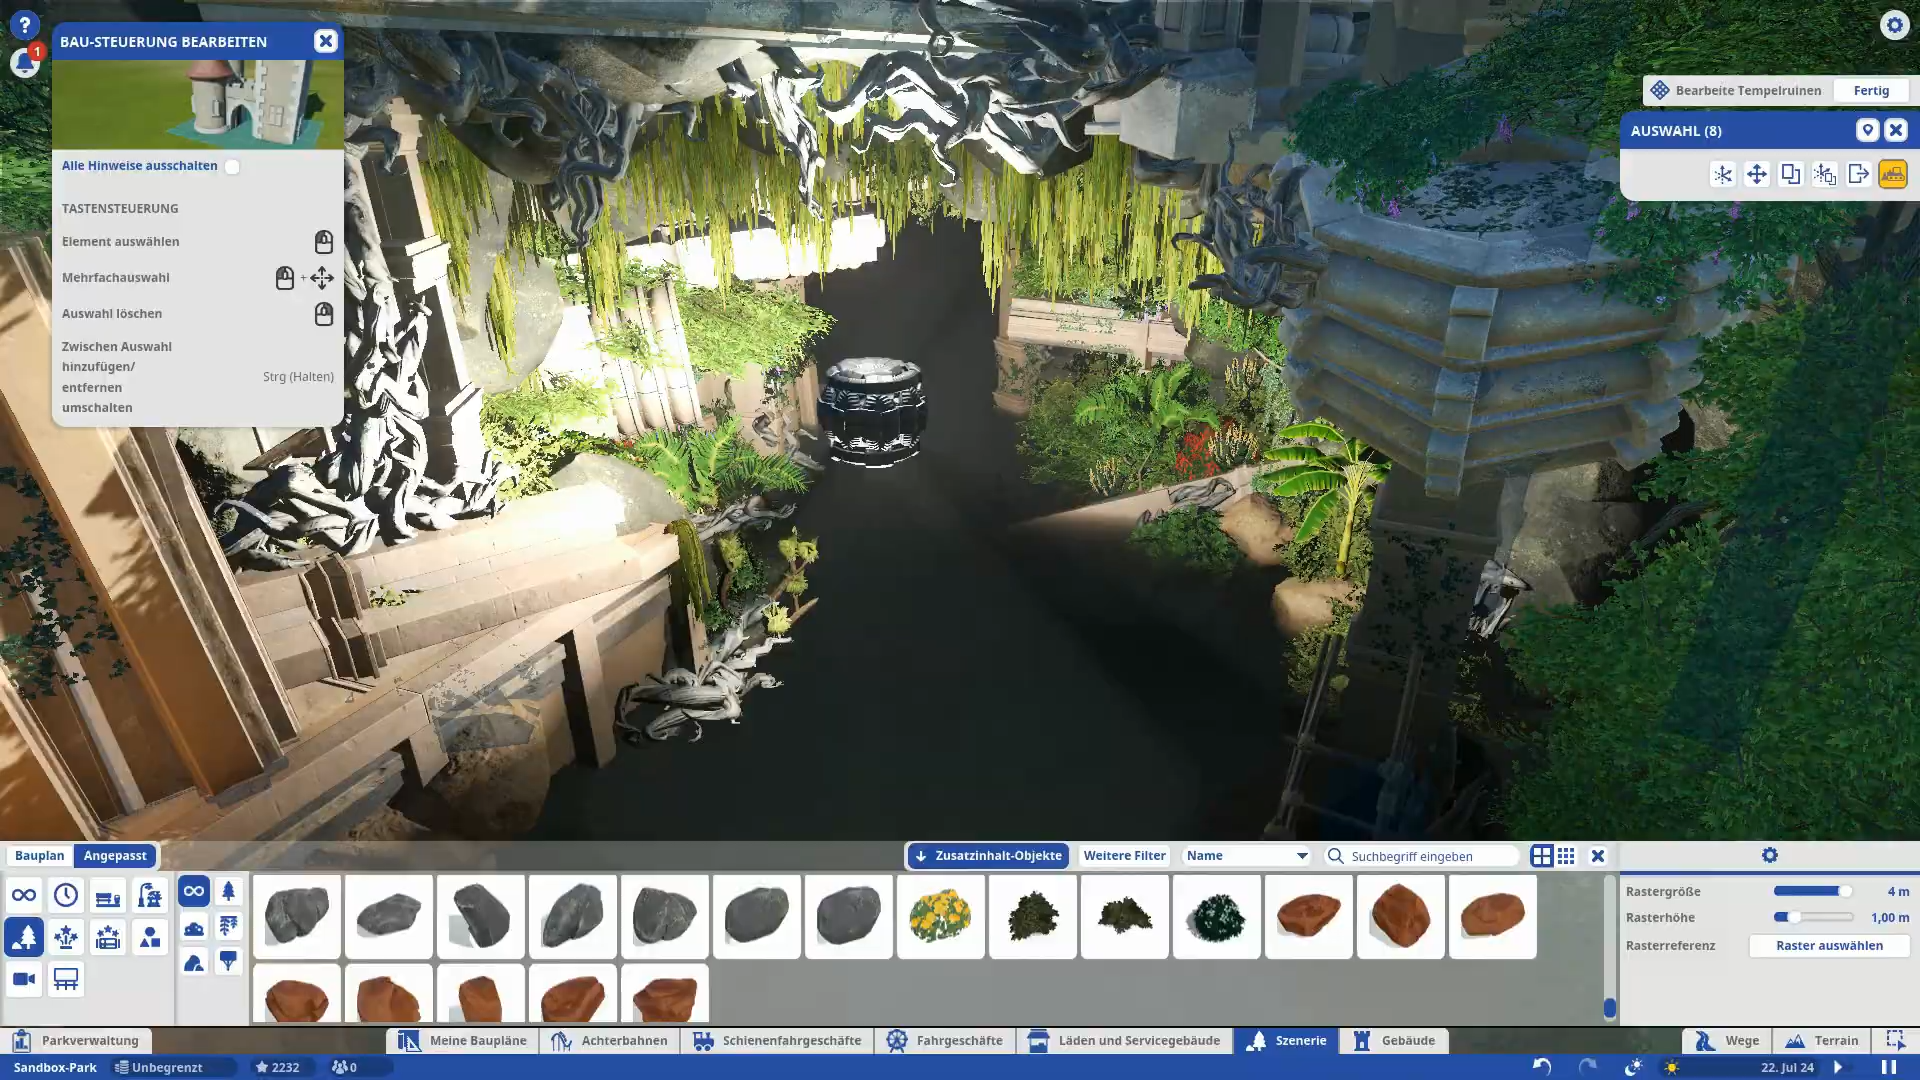 ?
1
BAU-STEUERUNG BEARBEITEN
Alle Hinweise ausschalten
TASTENSTEUERUNG
Element auswählen
Mehrfachauswahl +
Auswahl löschen
Zwischen Auswahl
hinzufügen/
entfernen
umschalten
Strg (Halten)
Bearbeite Tempelruinen Fertig
AUSWAHL (8)
Bauplan Angepasst Zusatzinhalt-Objekte Weitere Filter Name Suchbegriff eingeben
Rastergröße 4 m
Rasterhöhe 1,00 m
Rasterreferenz Raster auswählen
Parkverwaltung Meine Baupläne Achterbahnen Schienenfahrgeschäfte Fahrgeschäfte Läden und Servicegebäude Szenerie Gebäude Wege Terrain
Sandbox-Park Unbegrenzt 2232 0 22. Jul 24